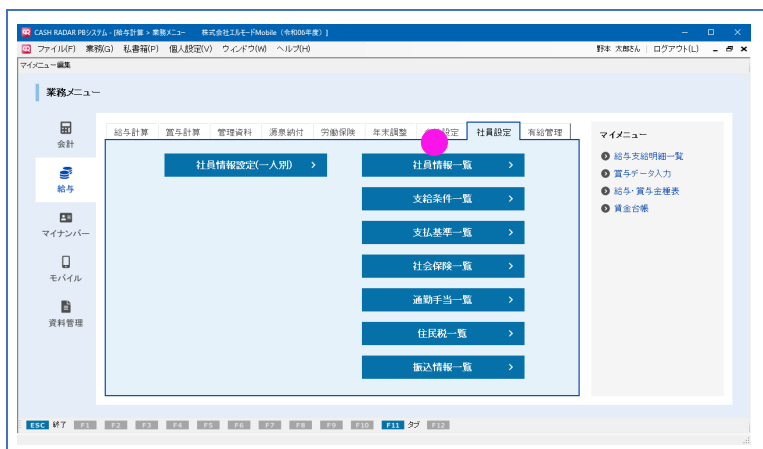 CASH RADAR PBシステム - [給与計算 > 業務メニュー 株式会社エルモードMobile（令和006年度）]
ファイル(F) 業務(G) 私書箱(P) 個人設定(V) ウィンドウ(W) ヘルプ(H)
野本 太郎さん ログアウト(L)
マイメニュー編集
業務メニュー
会計
給与
マイナンバー
モバイル
資料管理
給与計算 賞与計算 管理資料 源泉納付 労働保険 年末調整 設定 社員設定 有給管理
社員情報設定(一人別)
社員情報一覧
支給条件一覧
支払基準一覧
社会保険一覧
通勤手当一覧
住民税一覧
振込情報一覧
マイメニュー
給与支給明細一覧
賞与データ入力
給与・賞与金種表
賃金台帳
ESC 終了 F1 F2 F3 F4 F5 F6 F7 F8 F9 F10 F11 タブ F12